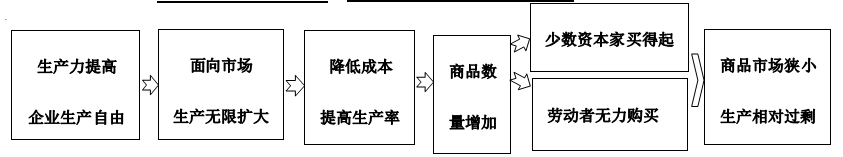 生产力提高
企业生产自由
面向市场
生产无限扩大
降低成本
提高生产率
商品数
量增加
少数资本家买得起
劳动者无力购买
商品市场狭小
生产相对过剩